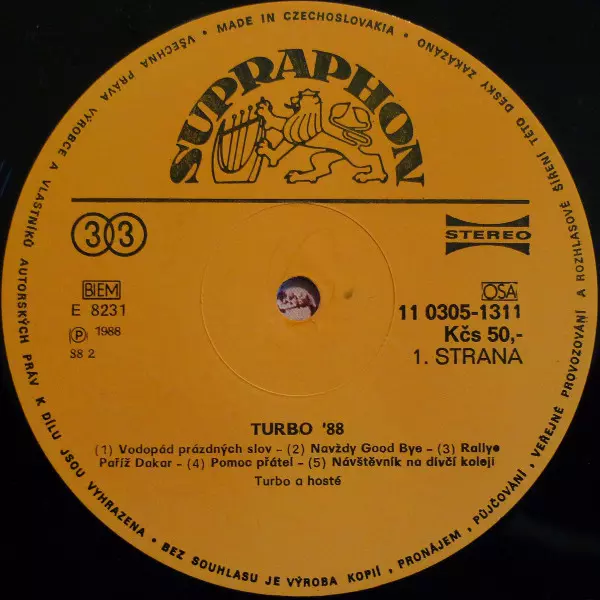 SUPRAPHON
33
STEREO
BIEM
E 8231
Ⓟ 1988
88 2
OSA
11 0305-1311
Kčs 50,-
1. STRANA
TURBO '88
(1) Vodopád prázdných slov - (2) Navždy Good Bye - (3) Rallye
Paříž Dakar - (4) Pomoc přátel - (5) Návštěvník na dívčí koleji
Turbo a hosté
MADE IN CZECHOSLOVAKIA • VŠECHNA PRÁVA VÝROBCE A VLASTNÍKŮ AUTORSKÝCH PRÁV K DÍLU JSOU VYHRAZENA • BEZ SOUHLASU JE VÝROBA KOPIÍ, PRONÁJEM, PŮJČOVÁNÍ, VEŘEJNÉ PROVOZOVÁNÍ A ROZHLASOVÉ ŠÍŘENÍ TÉTO DESKY ZAKÁZÁNO •